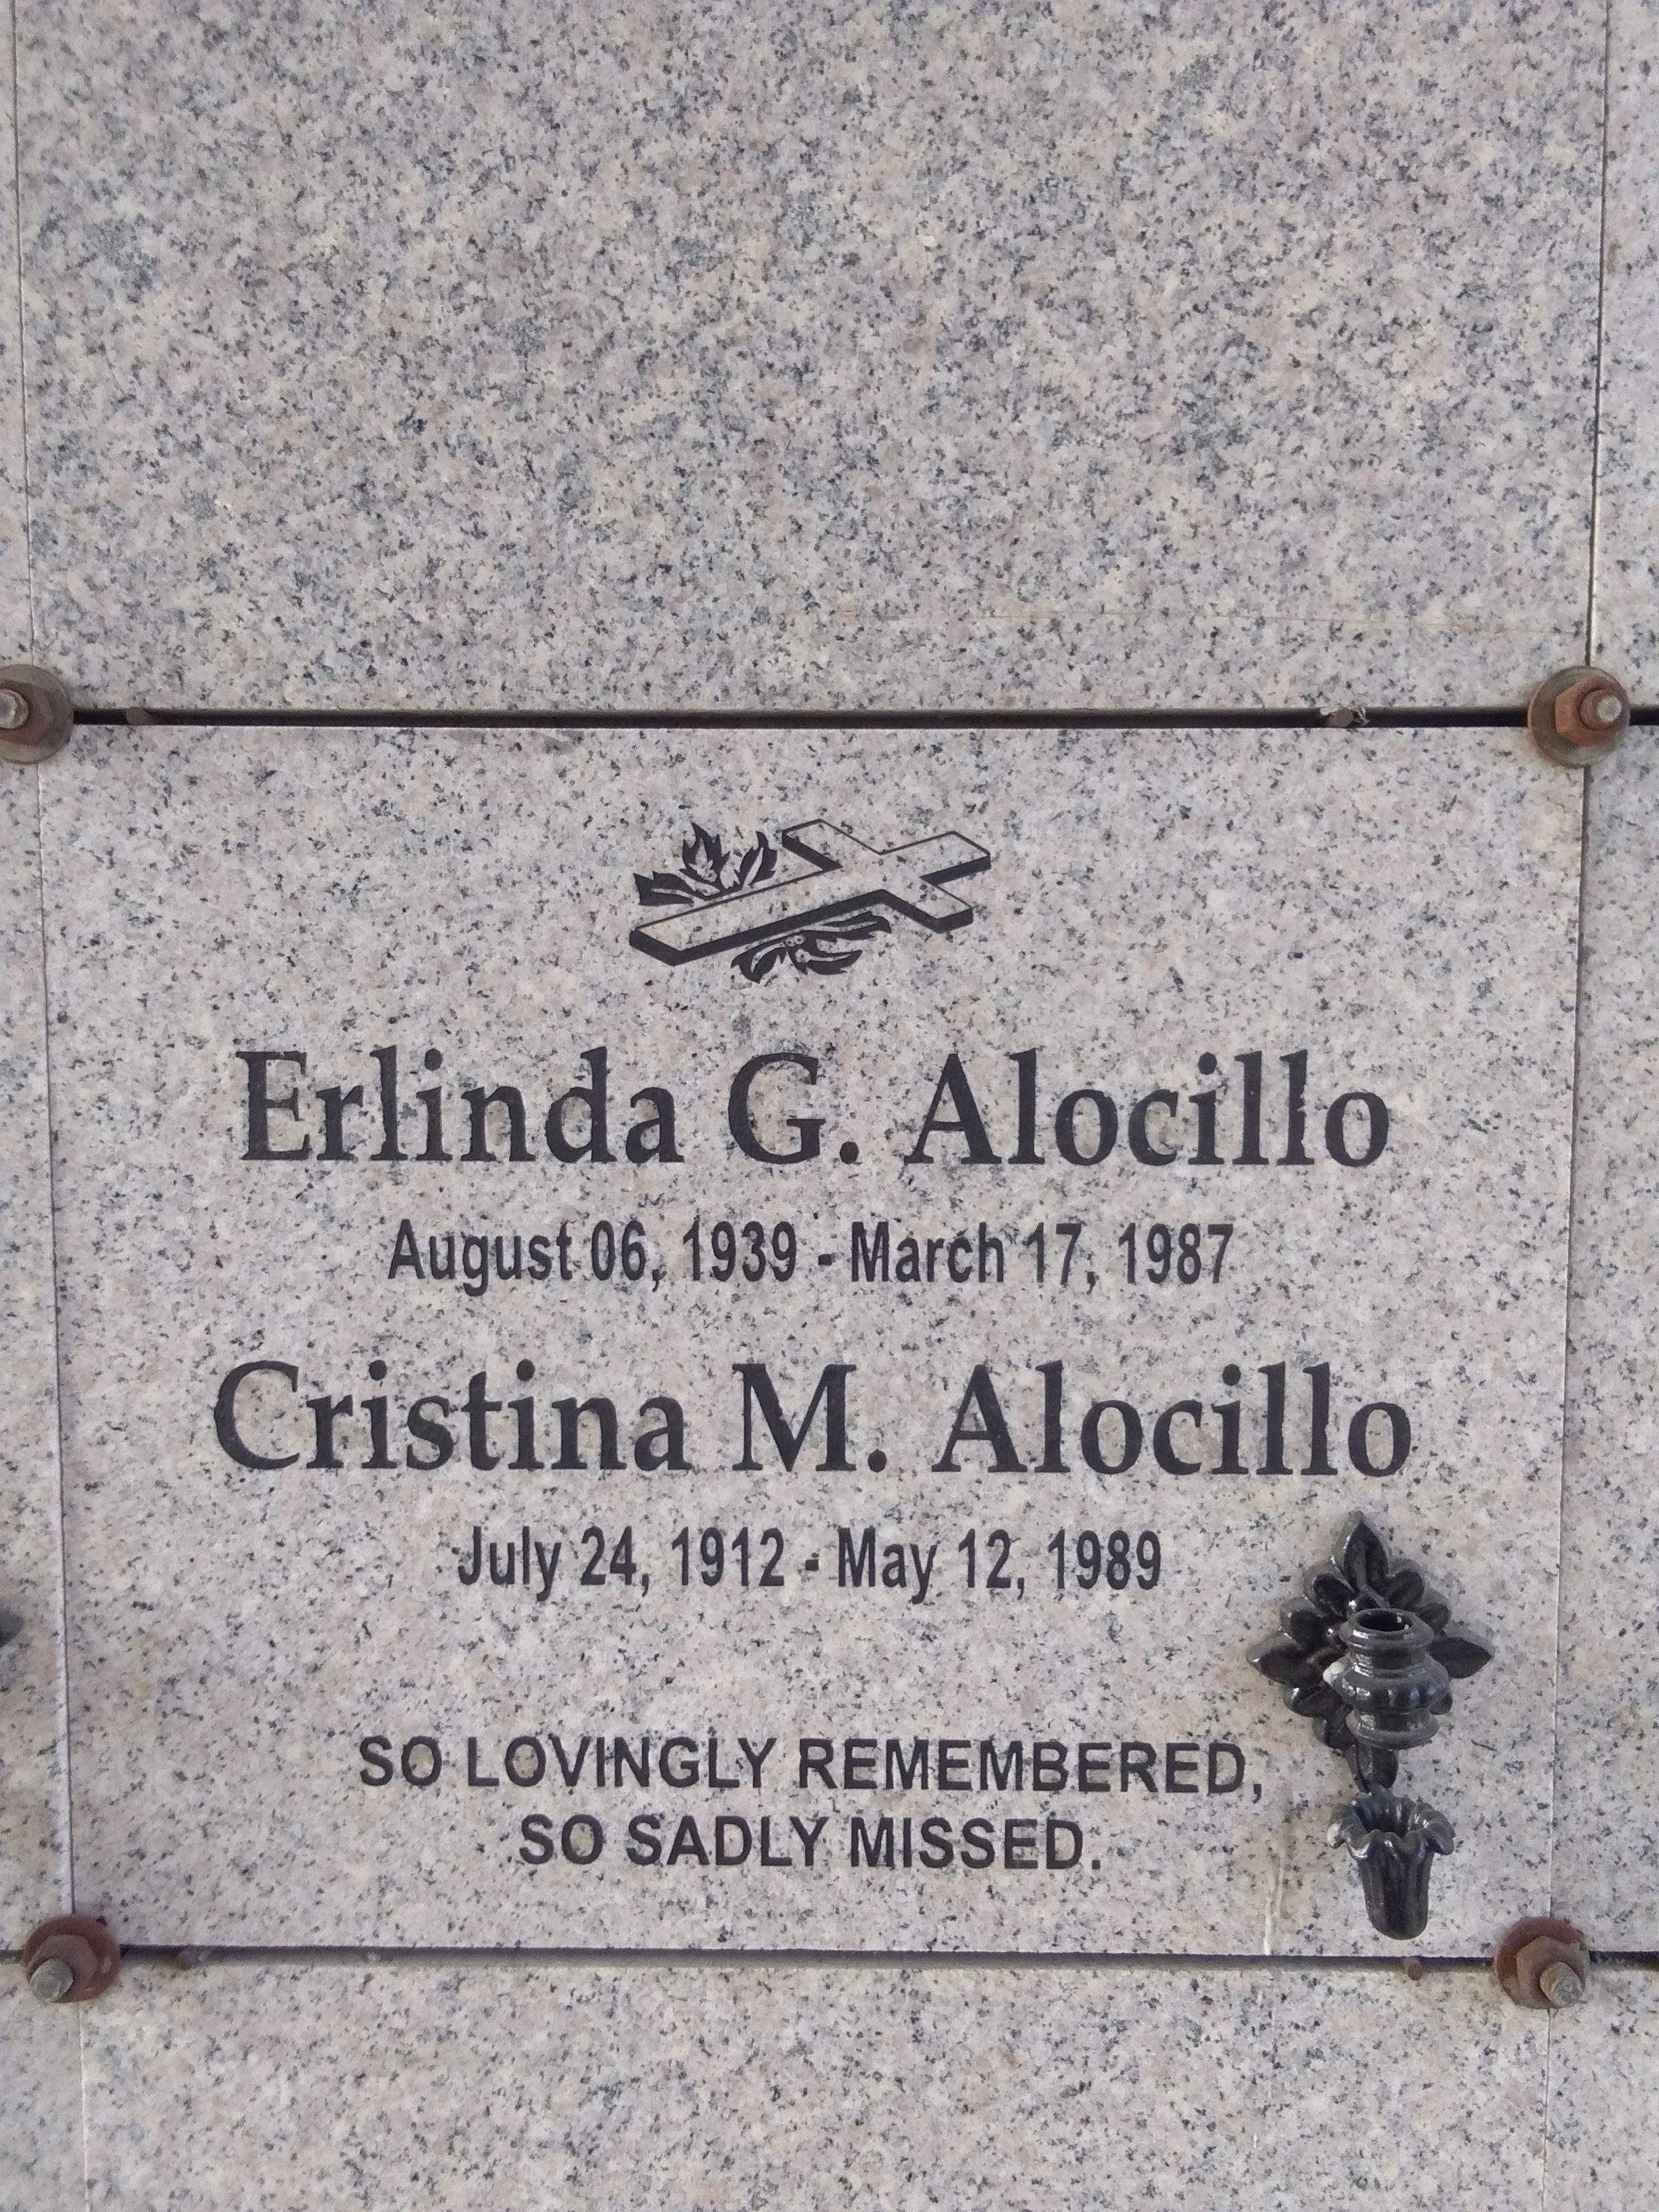 Erlinda G. Alocillo
August 06, 1939 - March 17, 1987
Cristina M. Alocillo
July 24, 1912 - May 12, 1989
SO LOVINGLY REMEMBERED,
SO SADLY MISSED.